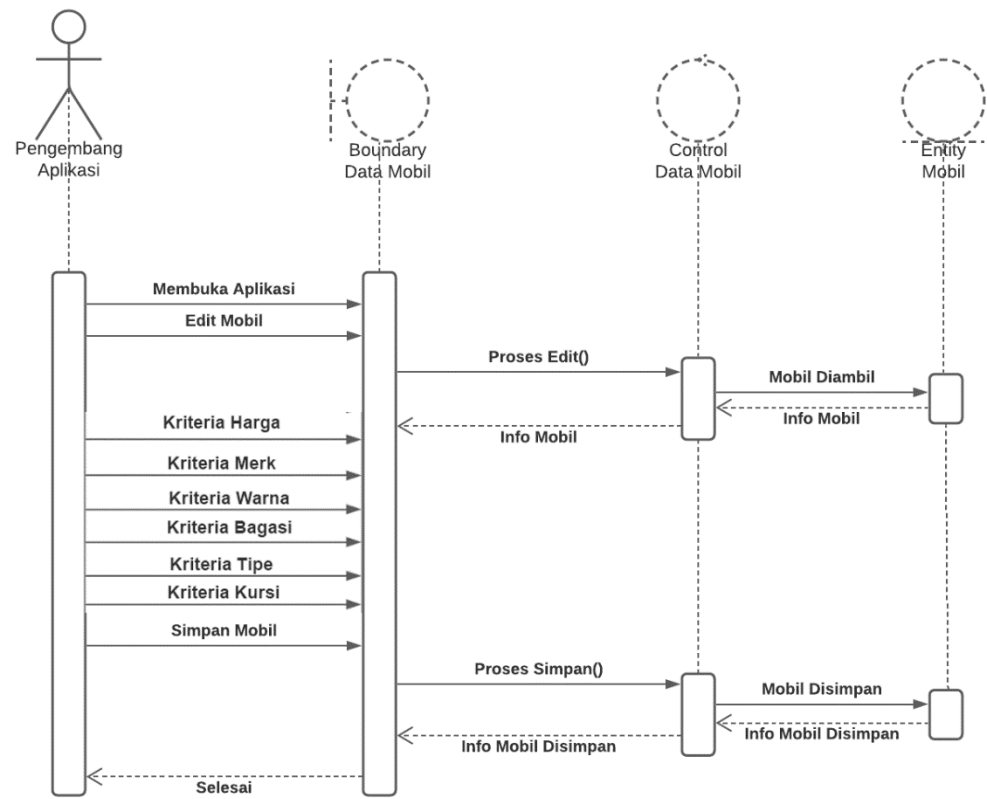 Pengembang
Aplikasi
Boundary
Data Mobil
Control
Data Mobil
Entity
Mobil
Membuka Aplikasi
Edit Mobil
Proses Edit()
Mobil Diambil
Info Mobil
Info Mobil
Kriteria Harga
Kriteria Merk
Kriteria Warna
Kriteria Bagasi
Kriteria Tipe
Kriteria Kursi
Simpan Mobil
Proses Simpan()
Mobil Disimpan
Info Mobil Disimpan
Info Mobil Disimpan
Selesai